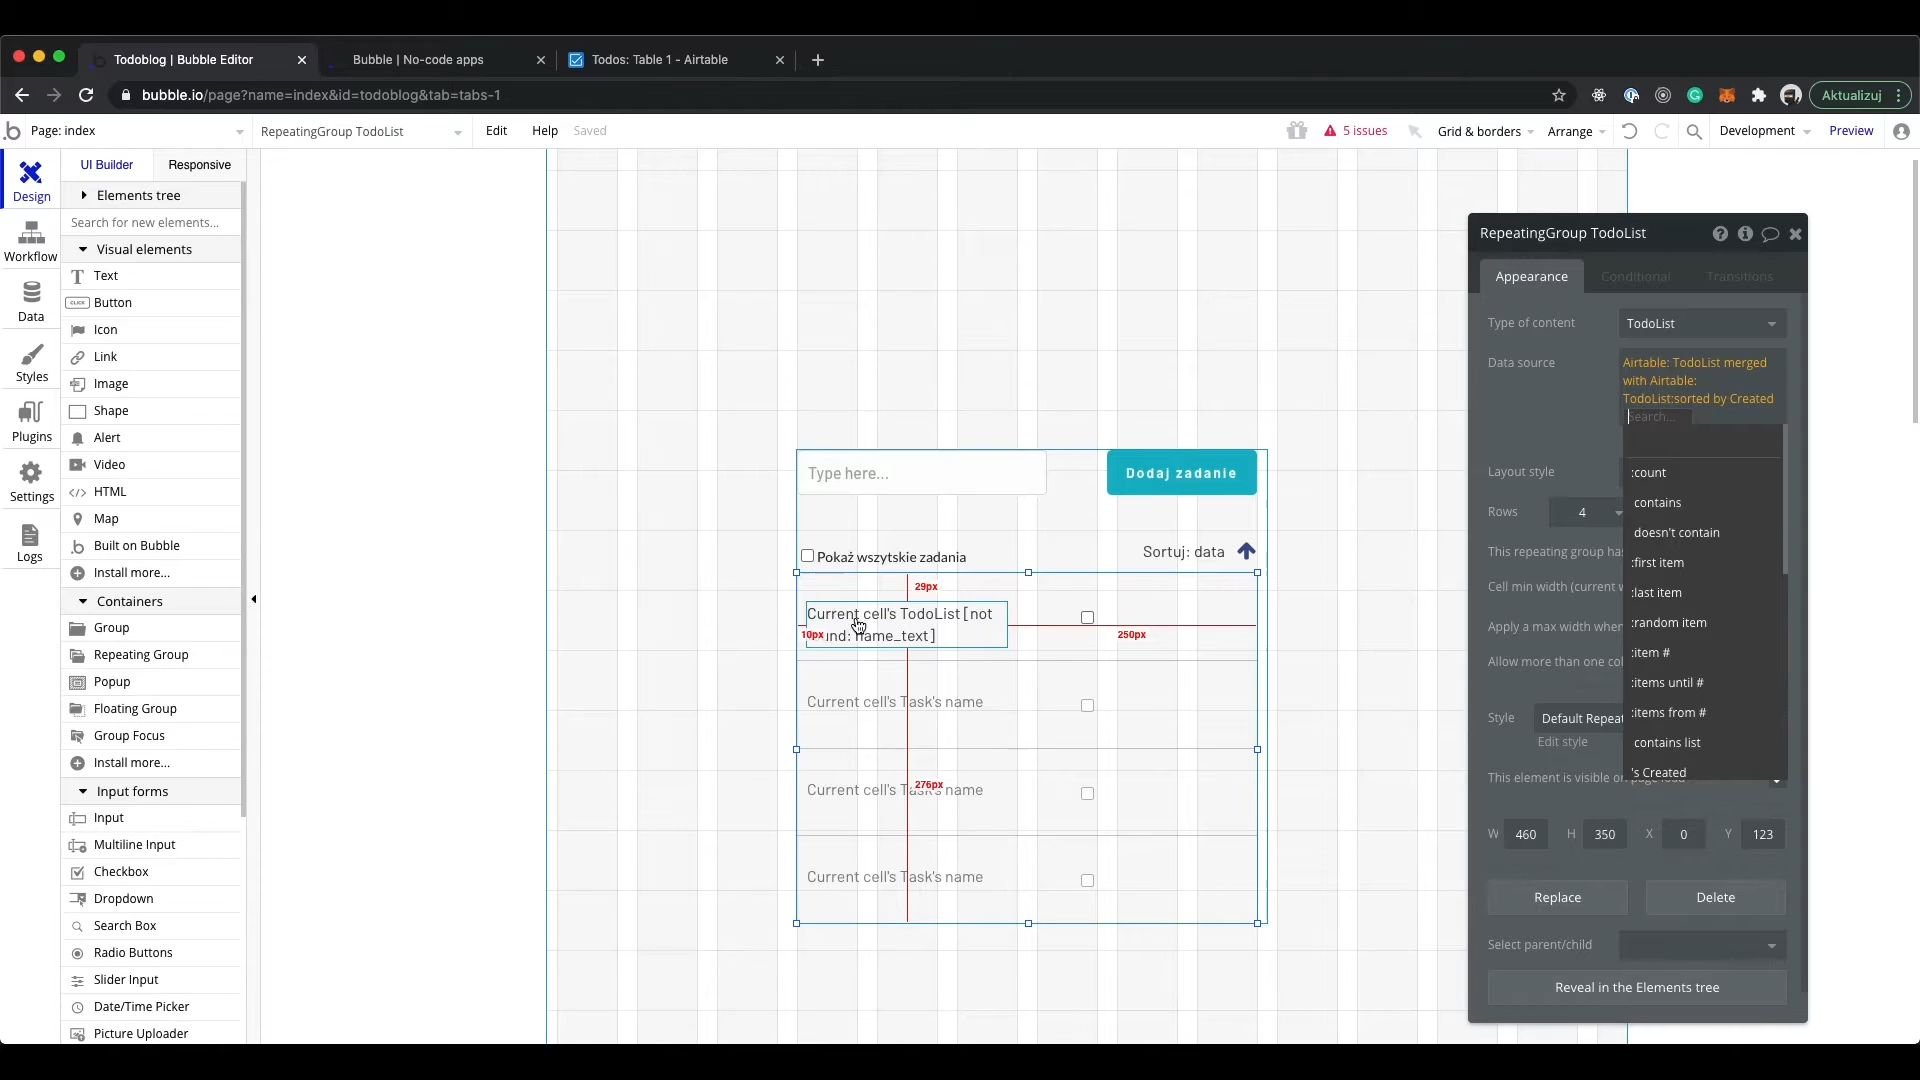 Todoblog | Bubble Editor
Bubble | No-code apps
Todos: Table 1 - Airtable
bubble.io/page?name=index&id=todoblog&tab=tabs-1
Aktualizuj
Page: index
RepeatingGroup TodoList
Edit
Help
Saved
5 issues
Grid & borders
Arrange
Development
Preview
Design
Workflow
Data
Styles
Plugins
Settings
Logs
UI Builder
Responsive
Elements tree
Search for new elements...
Visual elements
Text
CLICK
Button
Icon
Link
Image
Shape
Alert
Video
HTML
Map
Built on Bubble
Install more...
Containers
Group
Repeating Group
Popup
Floating Group
Group Focus
Install more...
Input forms
Input
Multiline Input
Checkbox
Dropdown
Search Box
Radio Buttons
Slider Input
Date/Time Picker
Picture Uploader
Type here...
Dodaj zadanie
Pokaż wszytskie zadania
Sortuj: data
29px
Current cell's TodoList [not
10px
und: name_text]
250px
Current cell's Task's name
276px
Current cell's Task's name
Current cell's Task's name
RepeatingGroup TodoList
Appearance
Conditional
Transitions
Type of content
TodoList
Data source
Airtable: TodoList merged
with Airtable:
TodoList:sorted by Created
Search...
:count
contains
doesn't contain
:first item
:last item
:random item
:item #
:items until #
:items from #
contains list
's Created
Layout style
Rows
4
This repeating group has
Cell min width (current w
Apply a max width when
Allow more than one col
Style
Default Repeat
Edit style
This element is visible on page load
W
460
H
350
X
0
Y
123
Replace
Delete
Select parent/child
Reveal in the Elements tree